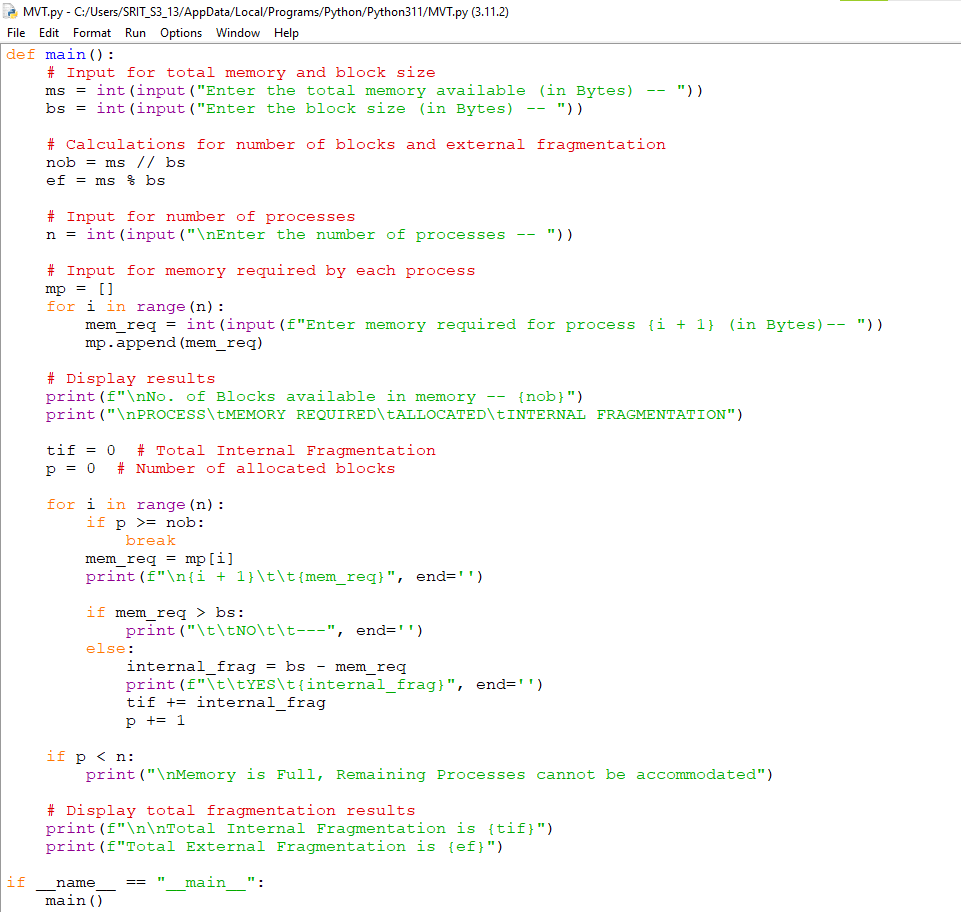 MVT.py - C:/Users/SRIT_S3_13/AppData/Local/Programs/Python/Python311/MVT.py (3.11.2)
File Edit Format Run Options Window Help
def main():
    # Input for total memory and block size
    ms = int(input("Enter the total memory available (in Bytes) -- "))
    bs = int(input("Enter the block size (in Bytes) -- "))

    # Calculations for number of blocks and external fragmentation
    nob = ms // bs
    ef = ms % bs

    # Input for number of processes
    n = int(input("\nEnter the number of processes -- "))

    # Input for memory required by each process
    mp = []
    for i in range(n):
        mem_req = int(input(f"Enter memory required for process {i + 1} (in Bytes)-- "))
        mp.append(mem_req)

    # Display results
    print(f"\nNo. of Blocks available in memory -- {nob}")
    print("\nPROCESS\tMEMORY REQUIRED\tALLOCATED\tINTERNAL FRAGMENTATION")

    tif = 0  # Total Internal Fragmentation
    p = 0  # Number of allocated blocks

    for i in range(n):
        if p >= nob:
            break
        mem_req = mp[i]
        print(f"\n{i + 1}\t\t{mem_req}", end='')

        if mem_req > bs:
            print("\t\tNO\t\t---", end='')
        else:
            internal_frag = bs - mem_req
            print(f"\t\tYES\t{internal_frag}", end='')
            tif += internal_frag
            p += 1

    if p < n:
        print("\nMemory is Full, Remaining Processes cannot be accommodated")

    # Display total fragmentation results
    print(f"\n\nTotal Internal Fragmentation is {tif}")
    print(f"Total External Fragmentation is {ef}")

if __name__ == "__main__":
    main()